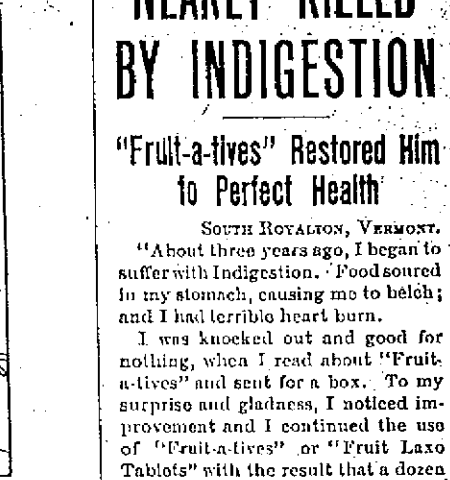 NEARLY KILLED
BY INDIGESTION
"Fruit-a-tives" Restored Him
to Perfect Health
SOUTH ROYALTON, VERMONT.
"About three years ago, I began to
suffer with Indigestion. Food soured
in my stomach, causing me to belch;
and I had terrible heart burn.
I was knocked out and good for
nothing, when I read about "Fruit-
a-tives" and sent for a box. To my
surprise and gladness, I noticed im-
provement and I continued the use
of "Fruit-a-tives" or "Fruit Laxo
Tablets" with the result that a dozen